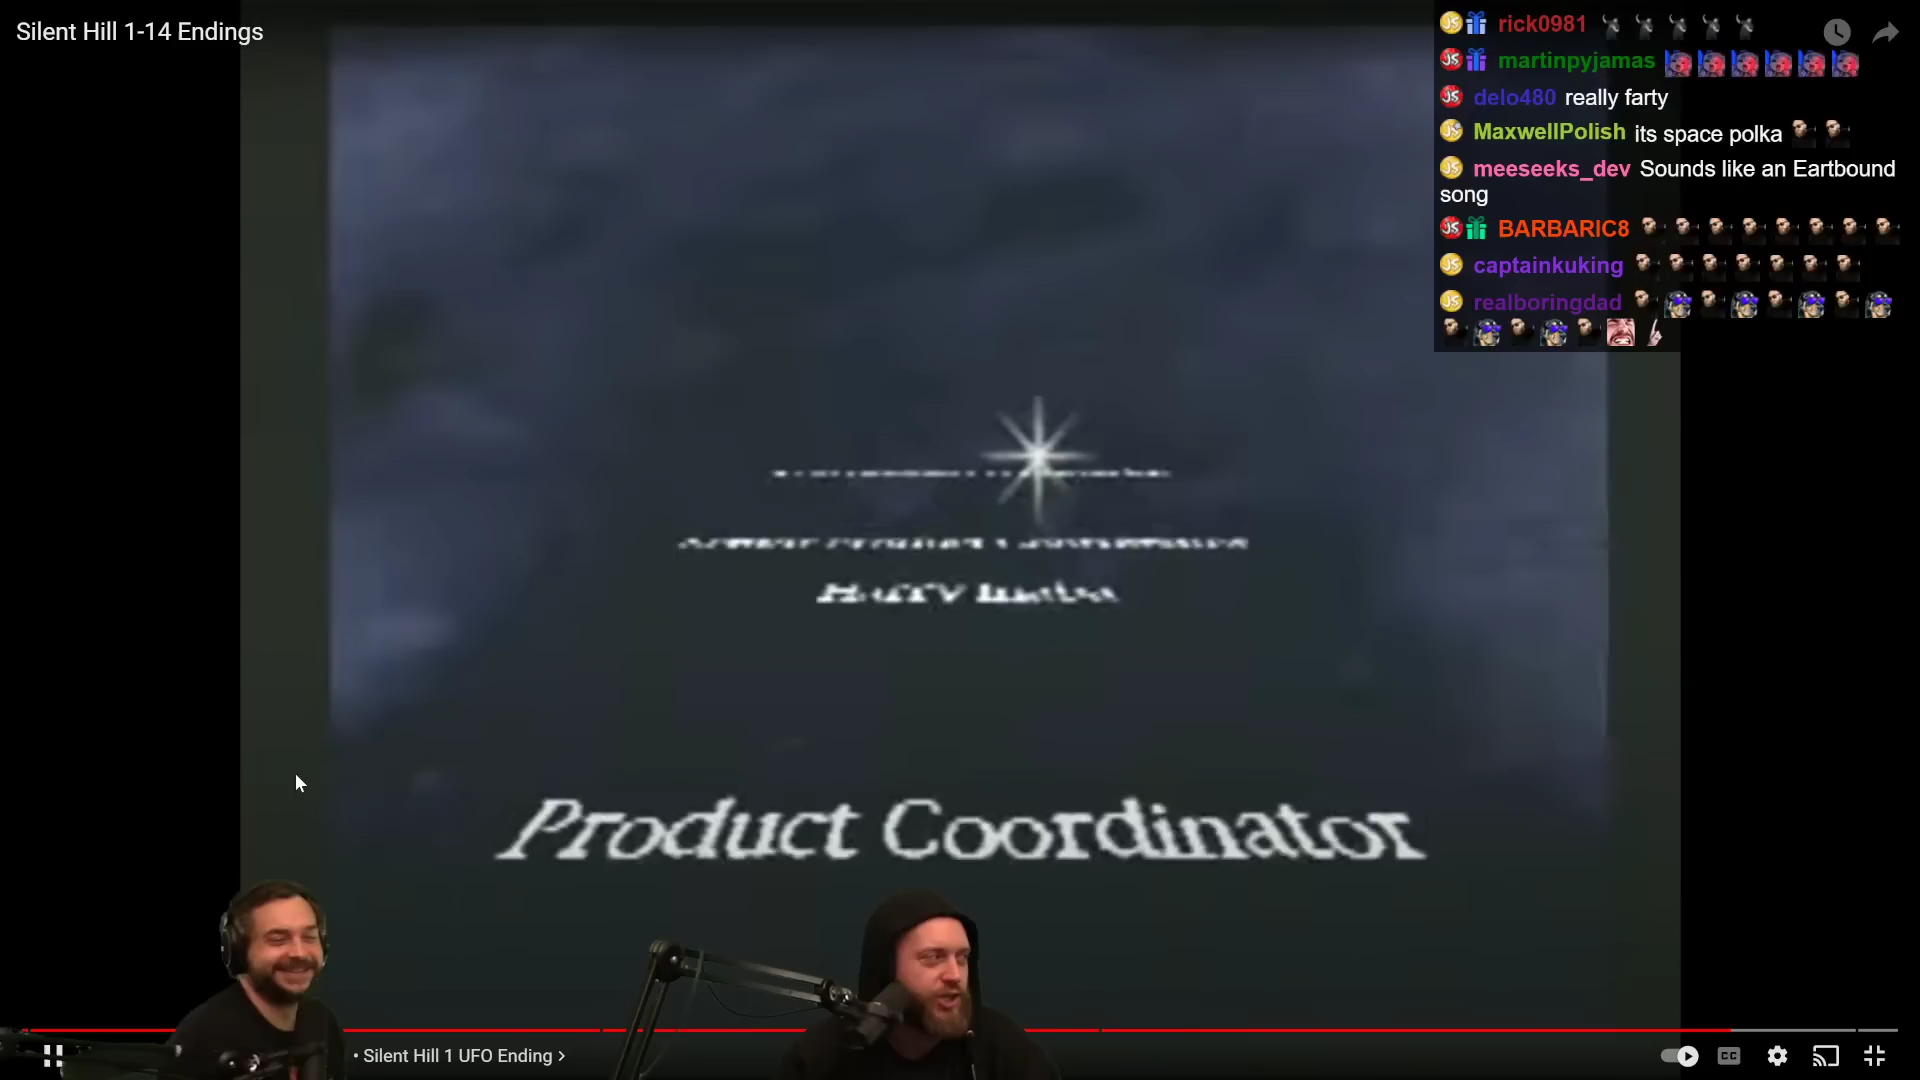 Silent Hill 1-14 Endings
rick0981
martinpyjamas
delo480 really farty
MaxwellPolish its space polka
meeseeks_dev Sounds like an Eartbound
song
BARBARIC8
captainkuking
realboringdad
Product Coordinator
• Silent Hill 1 UFO Ending >
CC